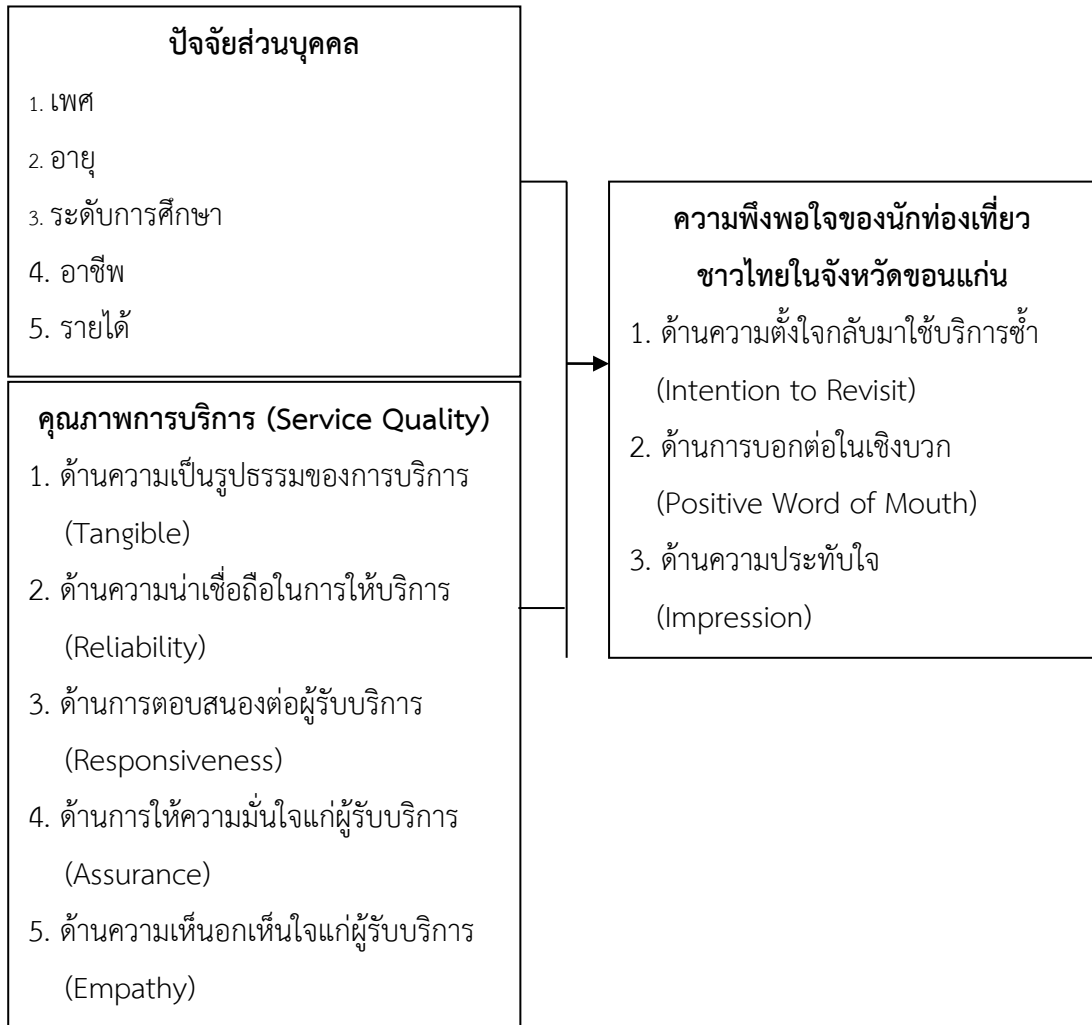 ปัจจัยส่วนบุคคล
1. เพศ
2. อายุ
3. ระดับการศึกษา
4. อาชีพ
5. รายได้
คุณภาพการบริการ (Service Quality)
1. ด้านความเป็นรูปธรรมของการบริการ
(Tangible)
2. ด้านความน่าเชื่อถือในการให้บริการ
(Reliability)
3. ด้านการตอบสนองต่อผู้รับบริการ
(Responsiveness)
4. ด้านการให้ความมั่นใจแก่ผู้รับบริการ
(Assurance)
5. ด้านความเห็นอกเห็นใจแก่ผู้รับบริการ
(Empathy)
ความพึงพอใจของนักท่องเที่ยว
ชาวไทยในจังหวัดขอนแก่น
1. ด้านความตั้งใจกลับมาใช้บริการซ้ำ
(Intention to Revisit)
2. ด้านการบอกต่อในเชิงบวก
(Positive Word of Mouth)
3. ด้านความประทับใจ
(Impression)